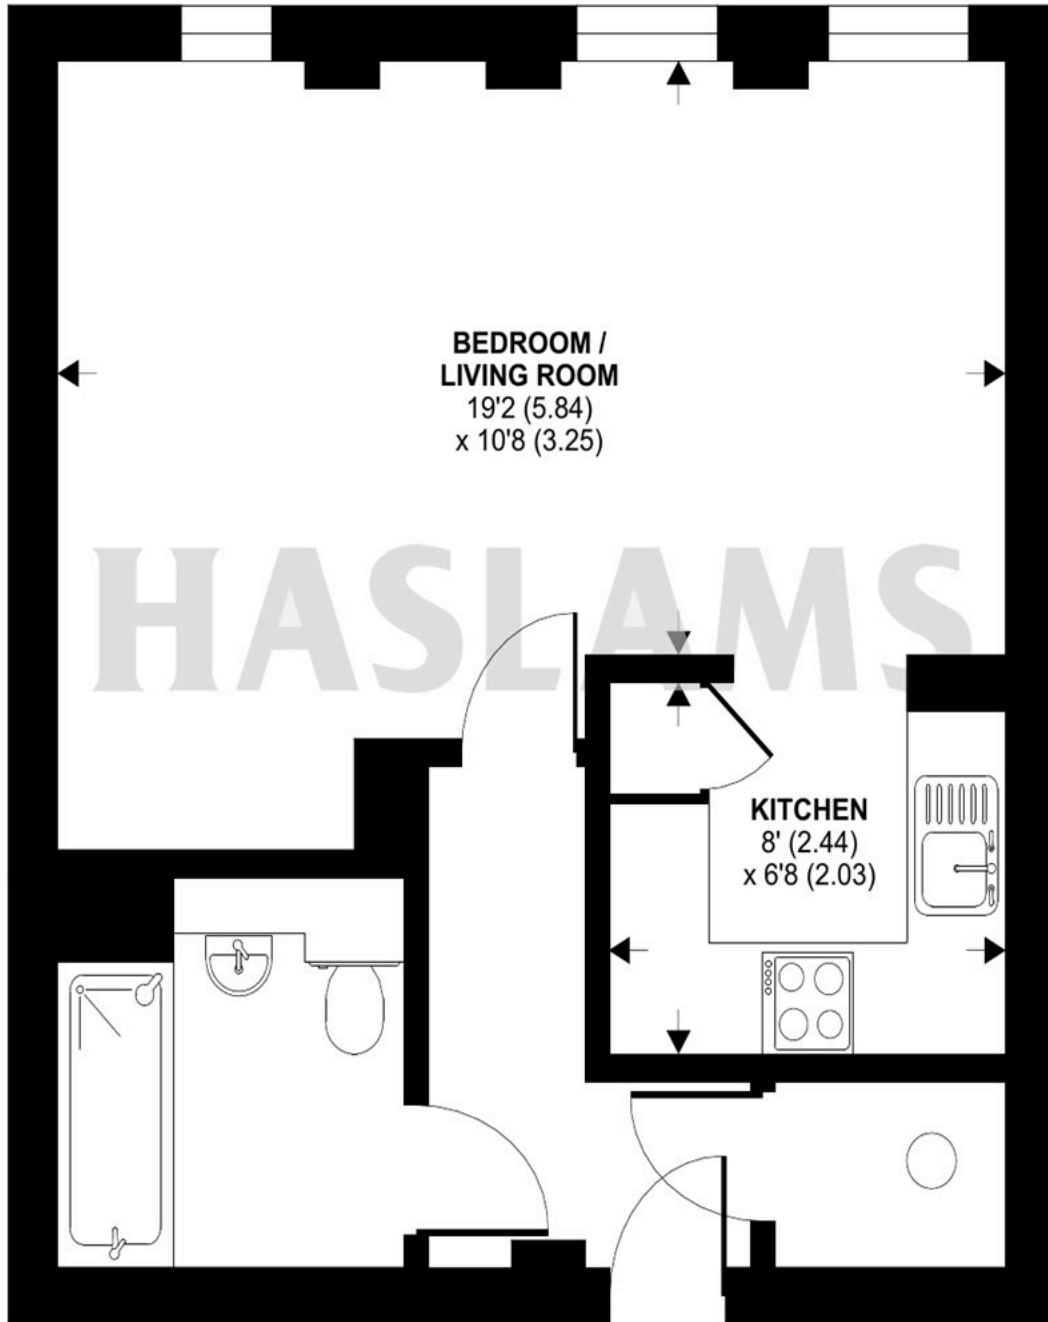 BEDROOM /
LIVING ROOM
19'2 (5.84)
x 10'8 (3.25)
HASLAMS
KITCHEN
8' (2.44)
x 6'8 (2.03)